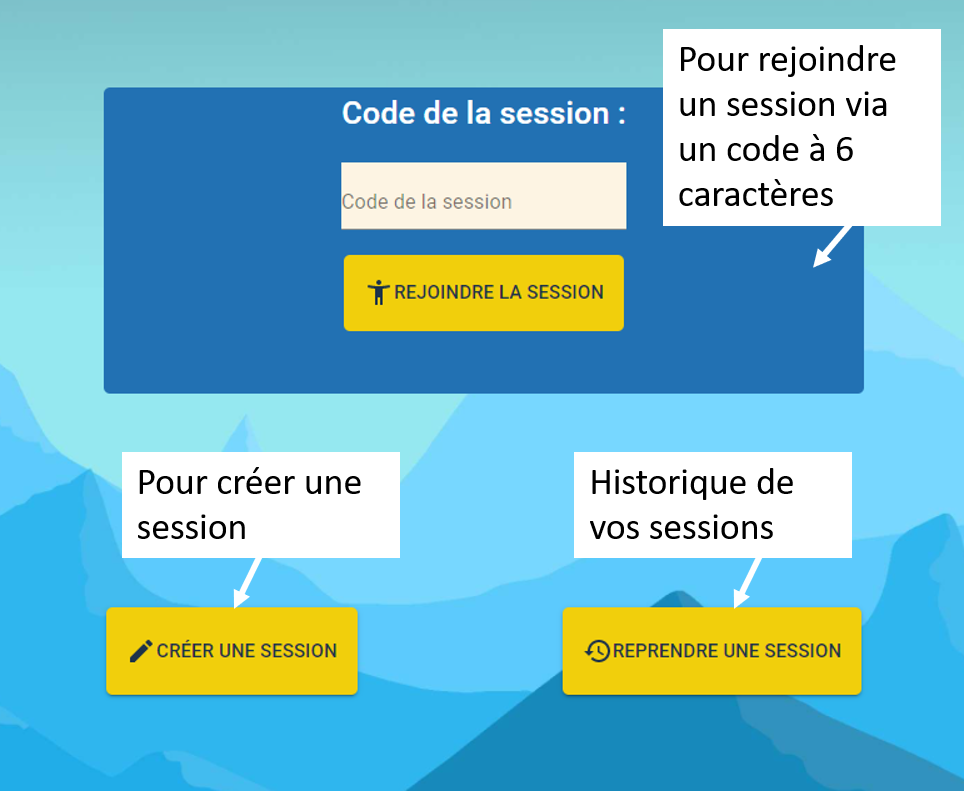 Pour rejoindre
un session via
un code à 6
caractères
Code de la session :
Code de la session
REJOINDRE LA SESSION
Pour créer une
session
Historique de
vos sessions
CRÉER UNE SESSION
REPRENDRE UNE SESSION